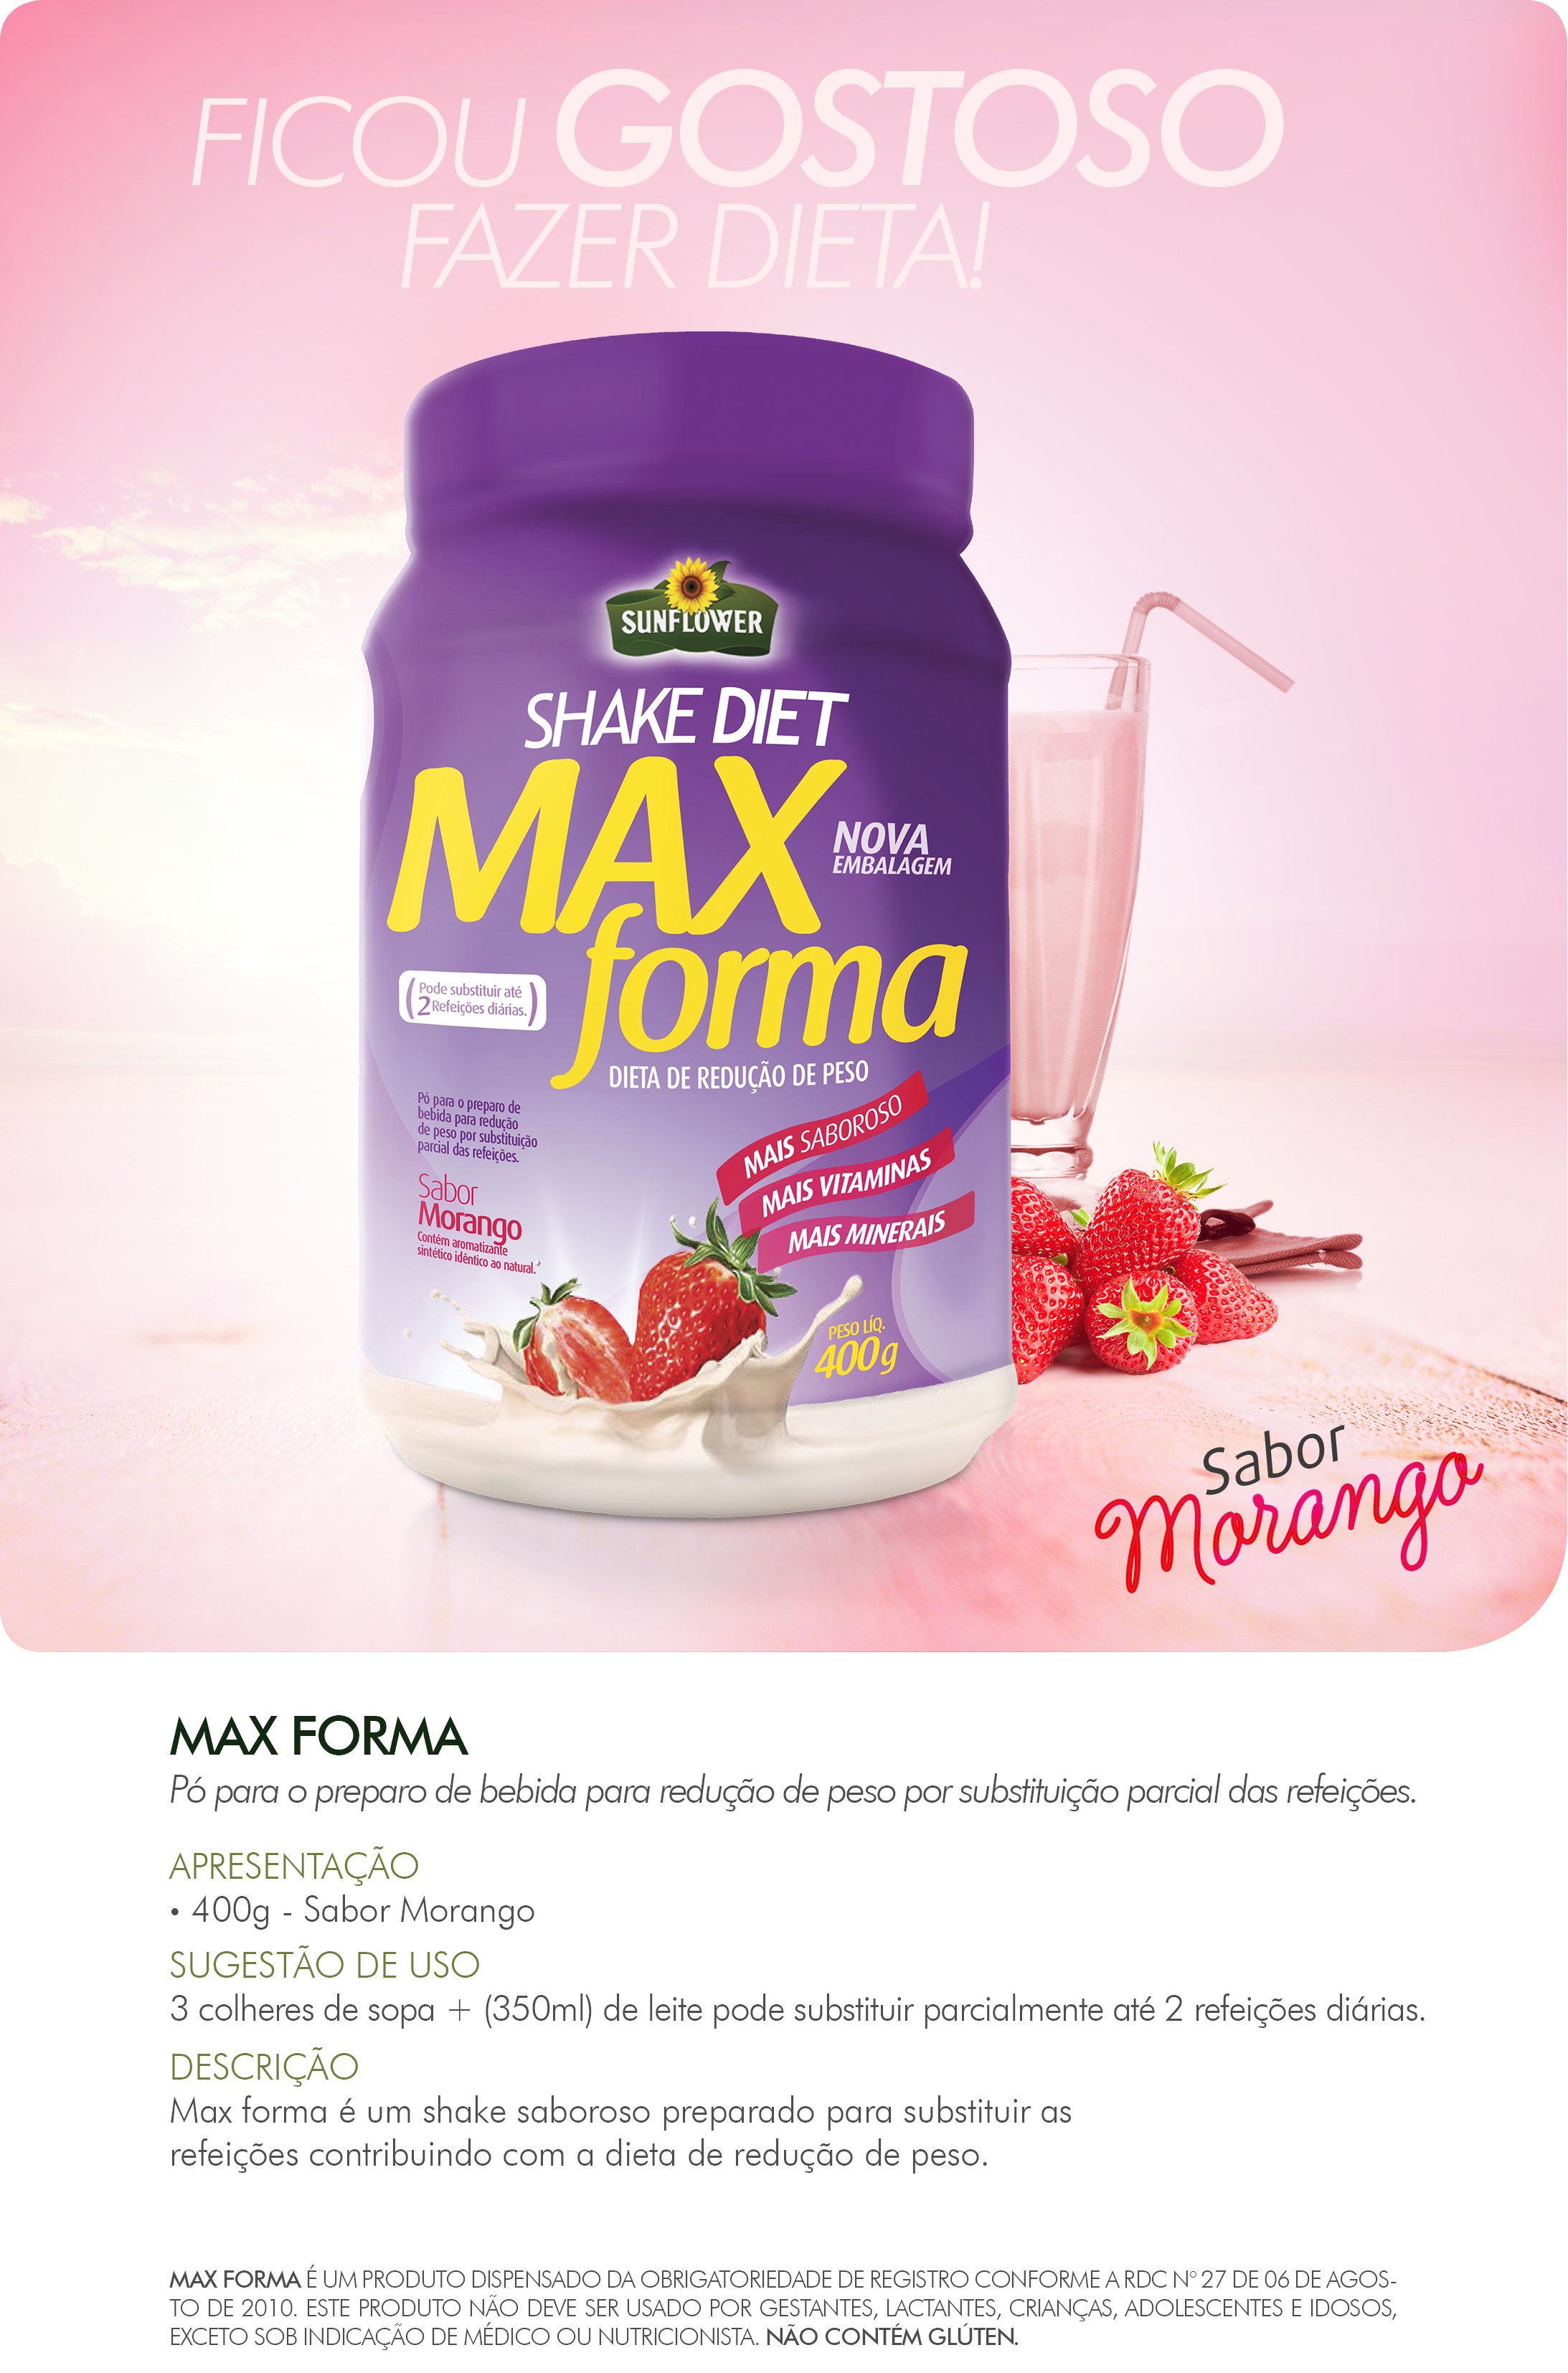 FICOU GOSTOSO
FAZER DIETA!
SUNFLOWER
SHAKE DIET
MAX
NOVA
EMBALAGEM
forma
(Pode substituir até
2 Refeições diárias.)
DIETA DE REDUÇÃO DE PESO
Pó para o preparo de
bebida para redução
de peso por substituição
parcial das refeições.
MAIS SABOROSO
MAIS VITAMINAS
MAIS MINERAIS
Sabor
Morango
Contém aromatizante
sintético idêntico ao natural.
PESO LÍQ.
400g
Sabor
Morango
MAX FORMA
Pó para o preparo de bebida para redução de peso por substituição parcial das refeições.
APRESENTAÇÃO
• 400g - Sabor Morango
SUGESTÃO DE USO
3 colheres de sopa + (350ml) de leite pode substituir parcialmente até 2 refeições diárias.
DESCRIÇÃO
Max forma é um shake saboroso preparado para substituir as
refeições contribuindo com a dieta de redução de peso.
MAX FORMA É UM PRODUTO DISPENSADO DA OBRIGATORIEDADE DE REGISTRO CONFORME A RDC Nº 27 DE 06 DE AGOS-
TO DE 2010. ESTE PRODUTO NÃO DEVE SER USADO POR GESTANTES, LACTANTES, CRIANÇAS, ADOLESCENTES E IDOSOS,
EXCETO SOB INDICAÇÃO DE MÉDICO OU NUTRICIONISTA. NÃO CONTÉM GLÚTEN.